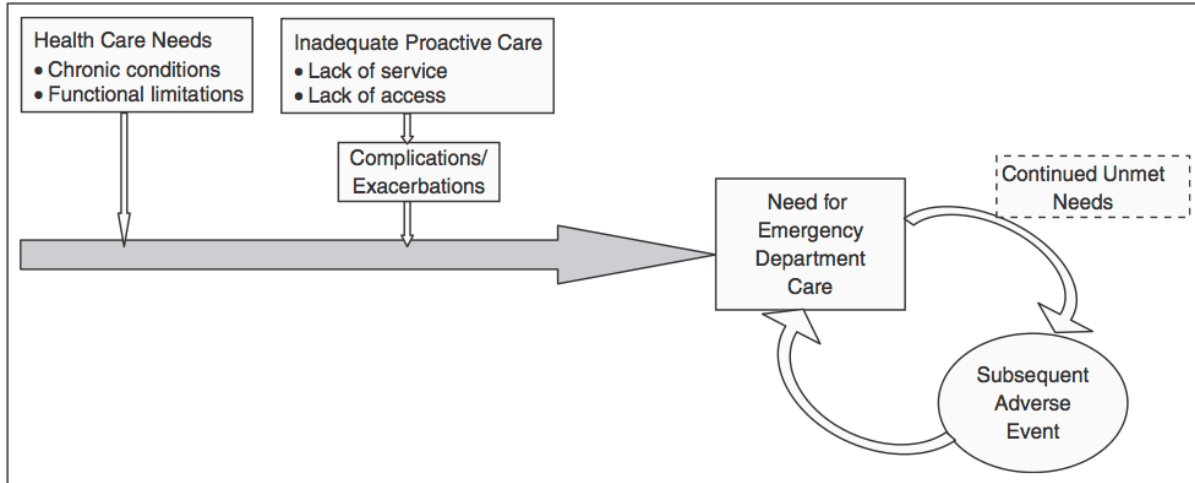 Health Care Needs
• Chronic conditions
• Functional limitations
Inadequate Proactive Care
• Lack of service
• Lack of access
Complications/
Exacerbations
Need for
Emergency
Department
Care
Continued Unmet
Needs
Subsequent
Adverse
Event